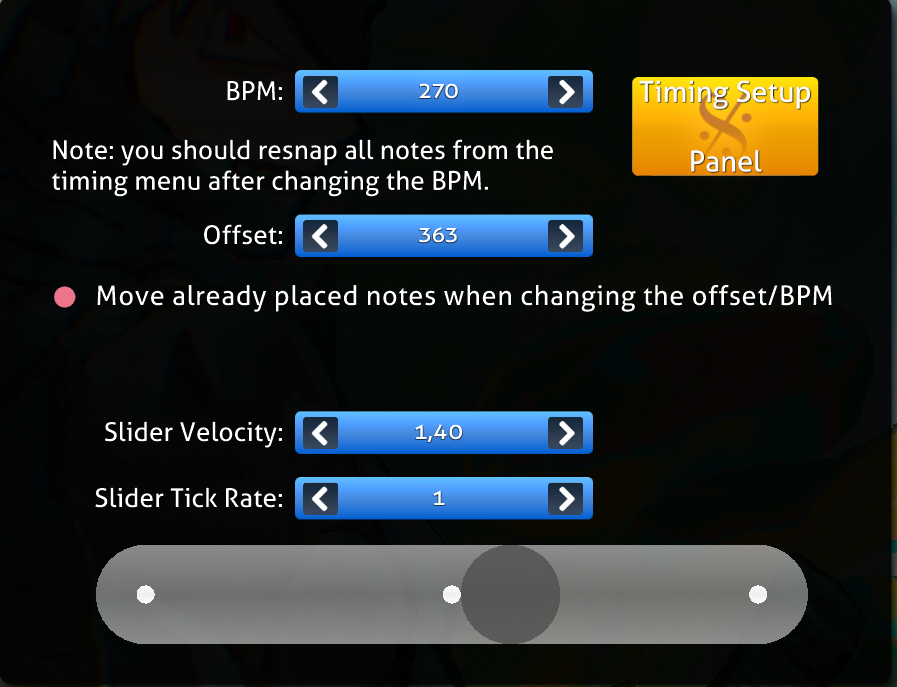 BPM: 270
Timing Setup
Panel
Note: you should resnap all notes from the
timing menu after changing the BPM.
Offset: 363
Move already placed notes when changing the offset/BPM
Slider Velocity: 1,40
Slider Tick Rate: 1